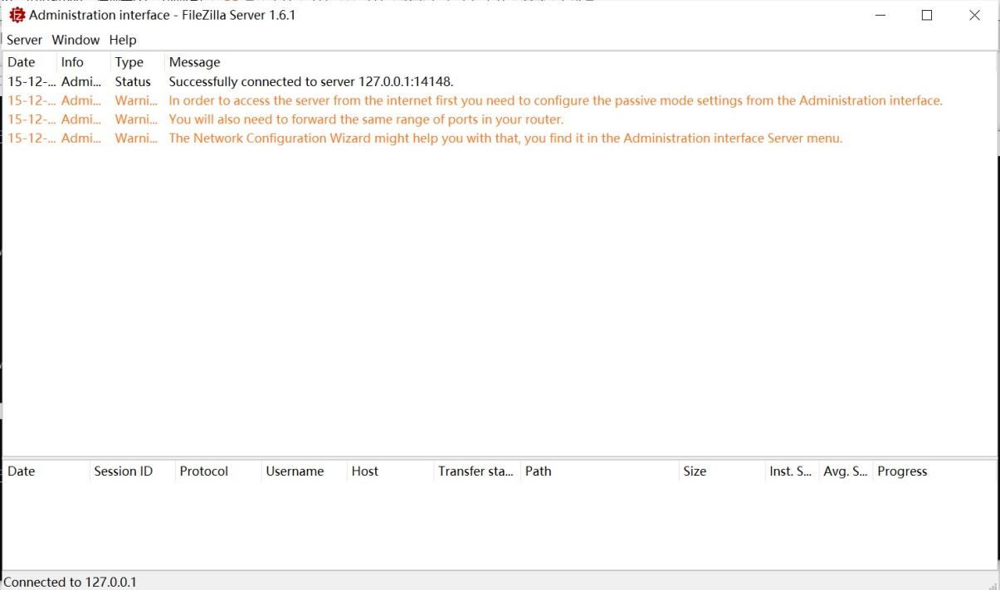 Administration interface - FileZilla Server 1.6.1
Server Window Help
Date Info Type Message
15-12-... Admi... Status Successfully connected to server 127.0.0.1:14148.
15-12-... Admi... Warni... In order to access the server from the internet first you need to configure the passive mode settings from the Administration interface.
15-12-... Admi... Warni... You will also need to forward the same range of ports in your router.
15-12-... Admi... Warni... The Network Configuration Wizard might help you with that, you find it in the Administration interface Server menu.
Date Session ID Protocol Username Host Transfer sta... Path Size Inst. S... Avg. S... Progress
Connected to 127.0.0.1